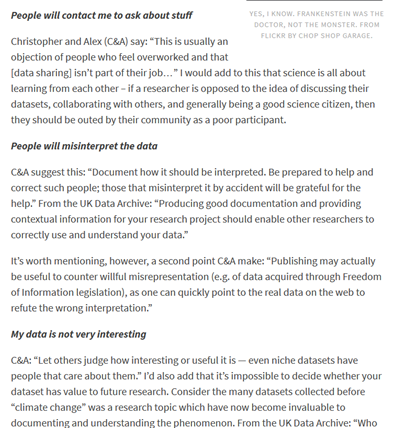 People will contact me to ask about stuff
YES, I KNOW. FRANKENSTEIN WAS THE
DOCTOR, NOT THE MONSTER. FROM
FLICKR BY CHOP SHOP GARAGE.
Christopher and Alex (C&A) say: “This is usually an
objection of people who feel overworked and that
[data sharing] isn’t part of their job…” I would add to this that science is all about
learning from each other – if a researcher is opposed to the idea of discussing their
datasets, collaborating with others, and generally being a good science citizen, then
they should be outed by their community as a poor participant.
People will misinterpret the data
C&A suggest this: “Document how it should be interpreted. Be prepared to help and
correct such people; those that misinterpret it by accident will be grateful for the
help.” From the UK Data Archive: “Producing good documentation and providing
contextual information for your research project should enable other researchers to
correctly use and understand your data.”
It’s worth mentioning, however, a second point C&A make: “Publishing may actually
be useful to counter willful misrepresentation (e.g. of data acquired through Freedom
of Information legislation), as one can quickly point to the real data on the web to
refute the wrong interpretation.”
My data is not very interesting
C&A: “Let others judge how interesting or useful it is — even niche datasets have
people that care about them.” I’d also add that it’s impossible to decide whether your
dataset has value to future research. Consider the many datasets collected before
“climate change” was a research topic which have now become invaluable to
documenting and understanding the phenomenon. From the UK Data Archive: “Who